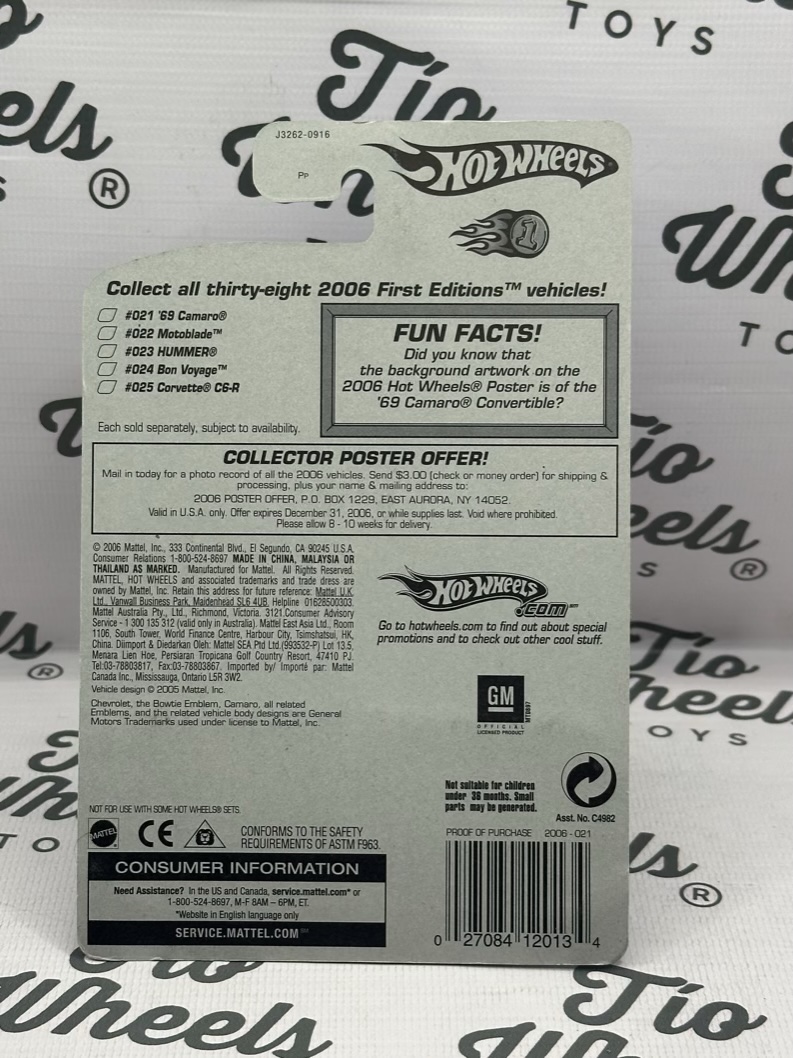 TOYS
Tio
Wheels
®
J3262-0916
Pp
HOT WHEELS
1
Collect all thirty-eight 2006 First Editions™ vehicles!
#021 '69 Camaro®
#022 Motoblade™
#023 HUMMER®
#024 Bon Voyage™
#025 Corvette® C6-R
Each sold separately, subject to availability.
FUN FACTS!
Did you know that
the background artwork on the
2006 Hot Wheels® Poster is of the
'69 Camaro® Convertible?
COLLECTOR POSTER OFFER!
Mail in today for a photo record of all the 2006 vehicles. Send $3.00 (check or money order) for shipping &
processing, plus your name & mailing address to:
2006 POSTER OFFER, P.O. BOX 1229, EAST AURORA, NY 14052.
Valid in U.S.A. only. Offer expires December 31, 2006, or while supplies last. Void where prohibited.
Please allow 8 - 10 weeks for delivery.
© 2006 Mattel, Inc., 333 Continental Blvd., El Segundo, CA 90245 U.S.A.
Consumer Relations 1-800-524-8697 MADE IN CHINA, MALAYSIA OR
THAILAND AS MARKED. Manufactured for Mattel. All Rights Reserved.
MATTEL, HOT WHEELS and associated trademarks and trade dress are
owned by Mattel, Inc. Retain this address for future reference: Mattel U.K.
Ltd., Vanwall Business Park, Maidenhead SL6 4UB. Helpline 01628500303.
Mattel Australia Pty., Ltd., Richmond, Victoria. 3121.Consumer Advisory
Service - 1 300 135 312 (valid only in Australia). Mattel East Asia Ltd., Room
1106, South Tower, World Finance Centre, Harbour City, Tsimshatsui, HK,
China. Diimport & Diedarkan Oleh: Mattel SEA Ptd Ltd.(993532-P) Lot 13.5,
Menara Lien Hoe, Persiaran Tropicana Golf Country Resort, 47410 PJ.
Tel:03-78803817, Fax:03-78803867. Imported by/ Importé par: Mattel
Canada Inc., Mississauga, Ontario L5R 3W2.
Vehicle design © 2005 Mattel, Inc.
Chevrolet, the Bowtie Emblem, Camaro, all related
Emblems, and the related vehicle body designs are General
Motors Trademarks used under license to Mattel, Inc.
HOT WHEELS
.COM™
Go to hotwheels.com to find out about special
promotions and to check out other cool stuff.
GM
OFFICIAL
LICENSED PRODUCT
Not suitable for children
under 36 months. Small
parts may be generated.
Asst. No. C4982
NOT FOR USE WITH SOME HOT WHEELS® SETS.
MATTEL
CE
CONFORMS TO THE SAFETY
REQUIREMENTS OF ASTM F963.
CONSUMER INFORMATION
Need Assistance? In the US and Canada, service.mattel.com* or
1-800-524-8697, M-F 8AM – 6PM, ET.
*Website in English language only
SERVICE.MATTEL.COM℠
PROOF OF PURCHASE 2006 - 021
0 27084 12013 4